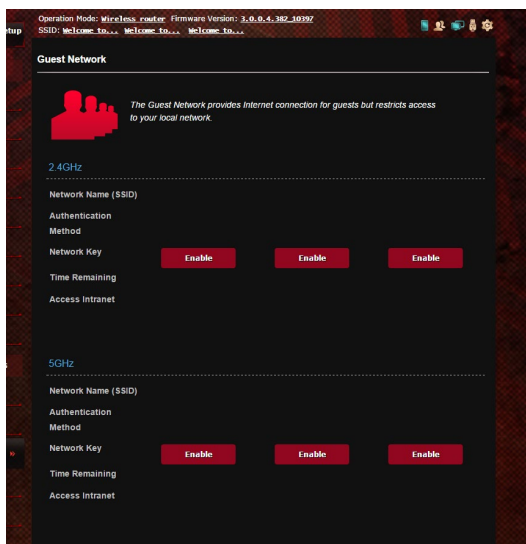 Operation Mode: Wireless router Firmware Version: 3.0.0.4.382_10397
etup
SSID: Welcome to... Welcome to... Welcome to...
Guest Network
The Guest Network provides Internet connection for guests but restricts access
to your local network.
2.4GHz
Network Name (SSID)
Authentication
Method
Network Key Enable Enable Enable
Time Remaining
Access Intranet
5GHz
Network Name (SSID)
Authentication
Method
Network Key Enable Enable Enable
Time Remaining
Access Intranet